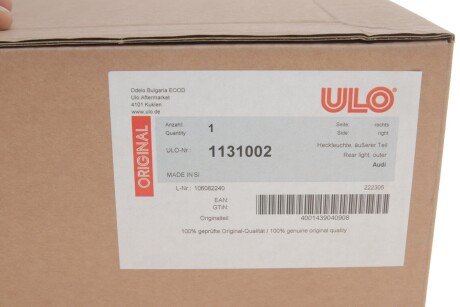 Odelo Bulgaria EOOD
Ulo Aftermarket
4101 Kuklen
www.ulo.de
ULO
ORIGINAL
Anzahl: 1 Seite: rechts
Quantity Side: right
ULO-Nr.: 1131002 Heckleuchte, äußerer Teil
Rear light, outer
Audi
MADE IN SI
L-Nr.: 106082240 222305
EAN:
GTIN:
Originalteil 4001439040908
100% geprüfte Original-Qualität / 100% genuine original quality